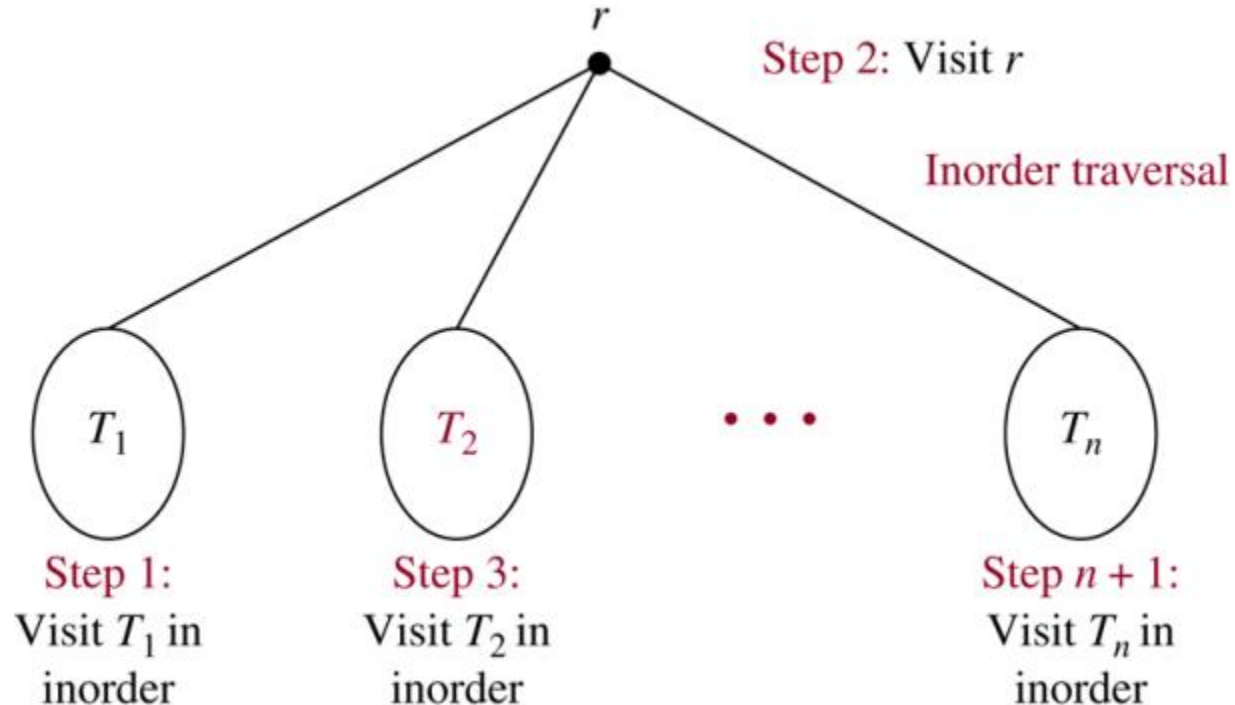 r
Step 2: Visit r
Inorder traversal
T₁
T₂
. . .
Tₙ
Step 1:
Visit T₁ in
inorder
Step 3:
Visit T₂ in
inorder
Step n + 1:
Visit Tₙ in
inorder